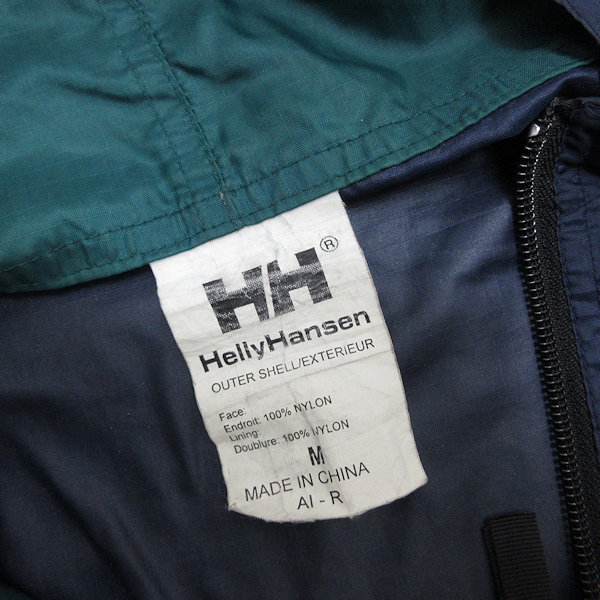 HH®
HellyHansen
OUTER SHELL/EXTERIEUR
Face:
Endroit: 100% NYLON
Lining:
Doublure: 100% NYLON
M
MADE IN CHINA
AI - R